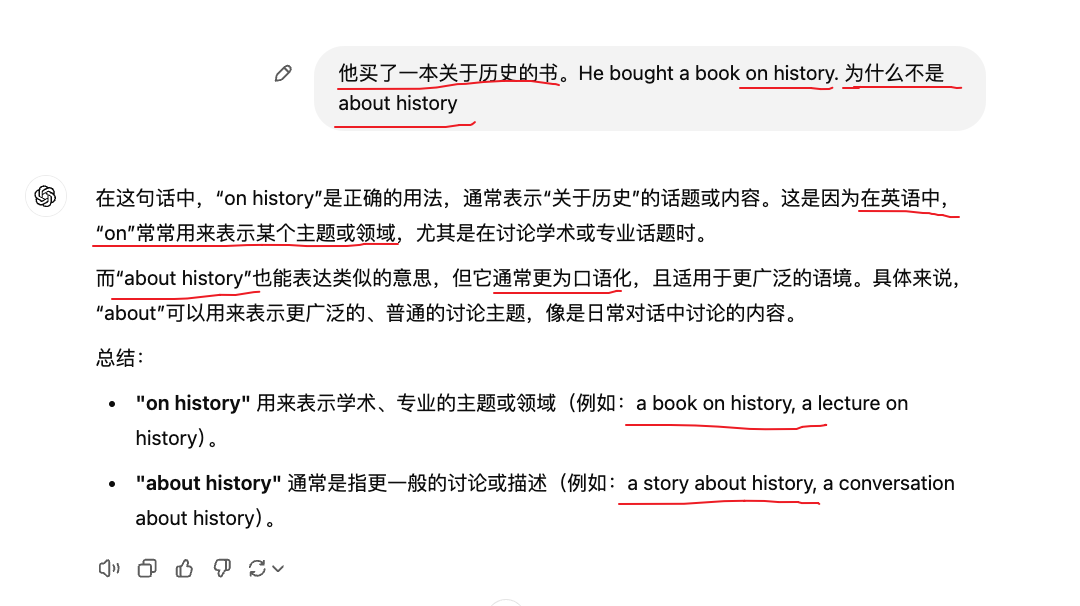 他买了一本关于历史的书。He bought a book on history. 为什么不是
about history
在这句话中，“on history”是正确的用法，通常表示“关于历史”的话题或内容。这是因为在英语中，
“on”常常用来表示某个主题或领域，尤其是在讨论学术或专业话题时。
而“about history”也能表达类似的意思，但它通常更为口语化，且适用于更广泛的语境。具体来说，
“about”可以用来表示更广泛的、普通的讨论主题，像是日常对话中讨论的内容。
总结：
• "on history" 用来表示学术、专业的主题或领域（例如：a book on history, a lecture on
history）。
• "about history" 通常是指更一般的讨论或描述（例如：a story about history, a conversation
about history）。